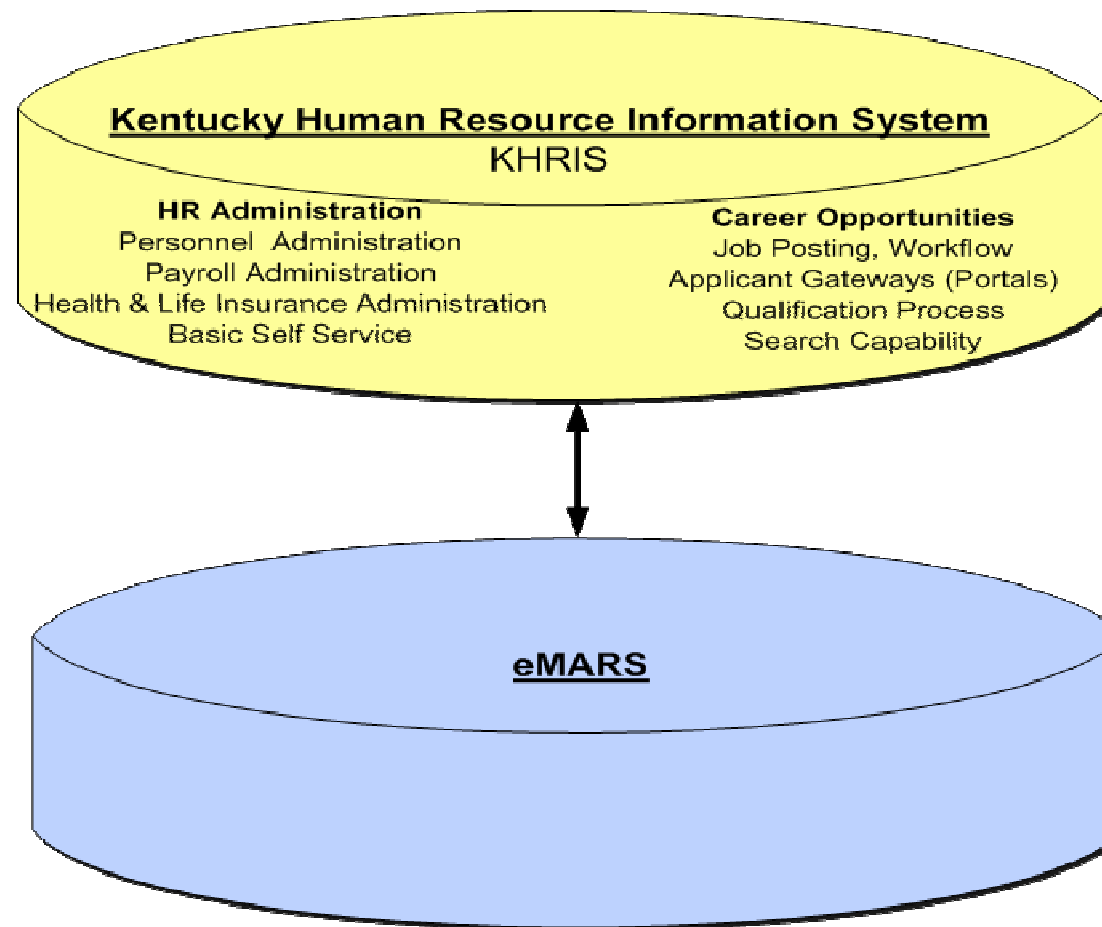 Kentucky Human Resource Information System
KHRIS
HR Administration
Personnel Administration
Payroll Administration
Health & Life Insurance Administration
Basic Self Service
Career Opportunities
Job Posting, Workflow
Applicant Gateways (Portals)
Qualification Process
Search Capability
eMARS